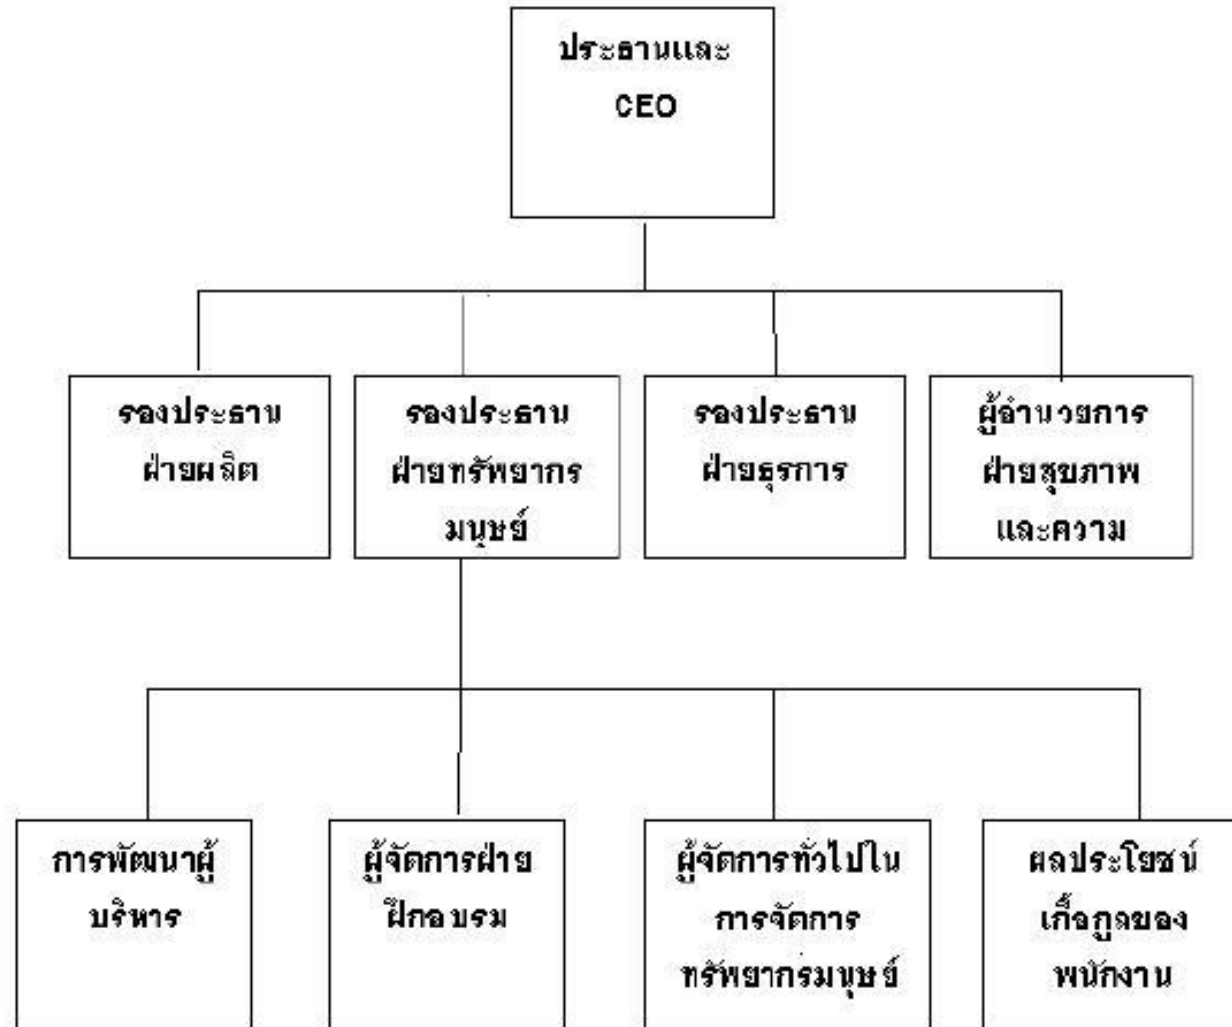 ประธานและ
CEO
รองประธาน
ฝ่ายผลิต
รองประธาน
ฝ่ายทรัพยากร
มนุษย์
รองประธาน
ฝ่ายธุรการ
ผู้อำนวยการ
ฝ่ายสุขภาพ
และความ
การพัฒนาผู้
บริหาร
ผู้จัดการฝ่าย
ฝึกอบรม
ผู้จัดการทั่วไปใน
การจัดการ
ทรัพยากรมนุษย์
ผลประโยชน์
เกื้อกูลของ
พนักงาน